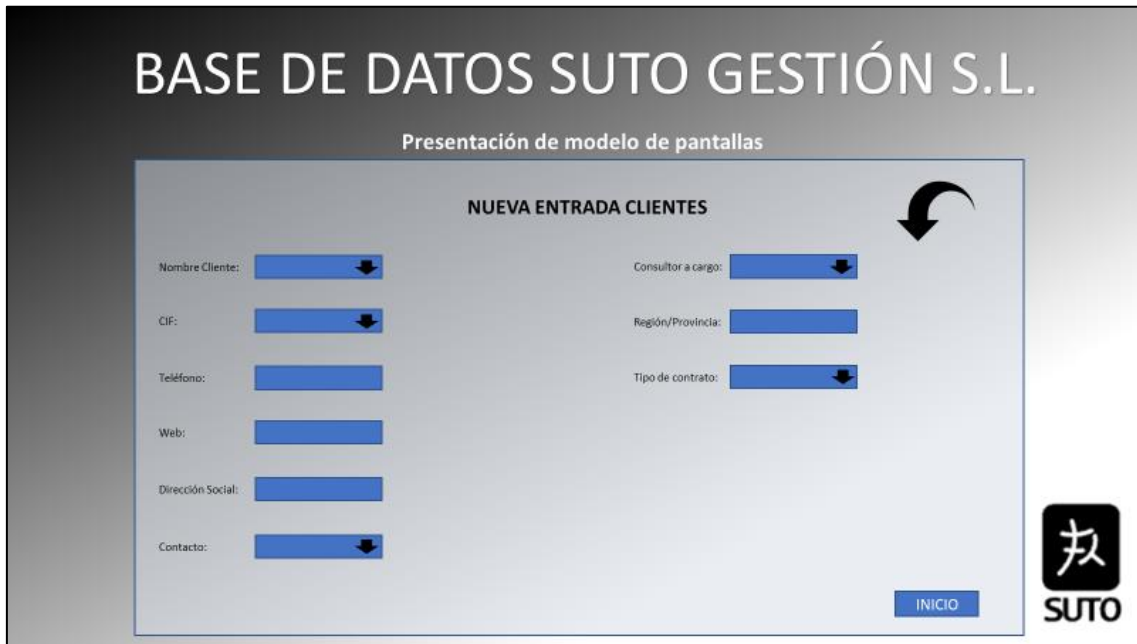 BASE DE DATOS SUTO GESTIÓN S.L.
Presentación de modelo de pantallas
NUEVA ENTRADA CLIENTES
Nombre Cliente:
CIF:
Teléfono:
Web:
Dirección Social:
Contacto:
Consultor a cargo:
Región/Provincia:
Tipo de contrato:
INICIO
SUTO